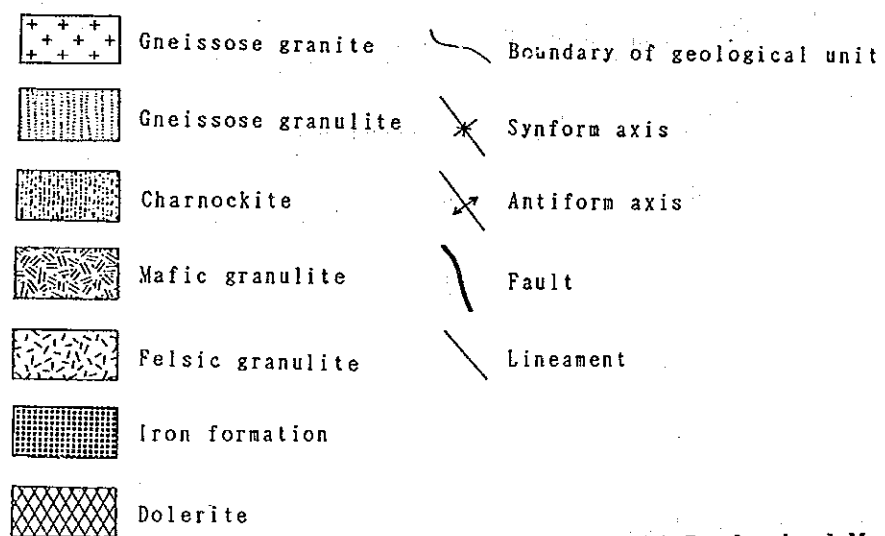 Gneissose granite
Gneissose granulite
Charnockite
Mafic granulite
Felsic granulite
Iron formation
Dolerite
Boundary of geological unit
Synform axis
Antiform axis
Fault
Lineament